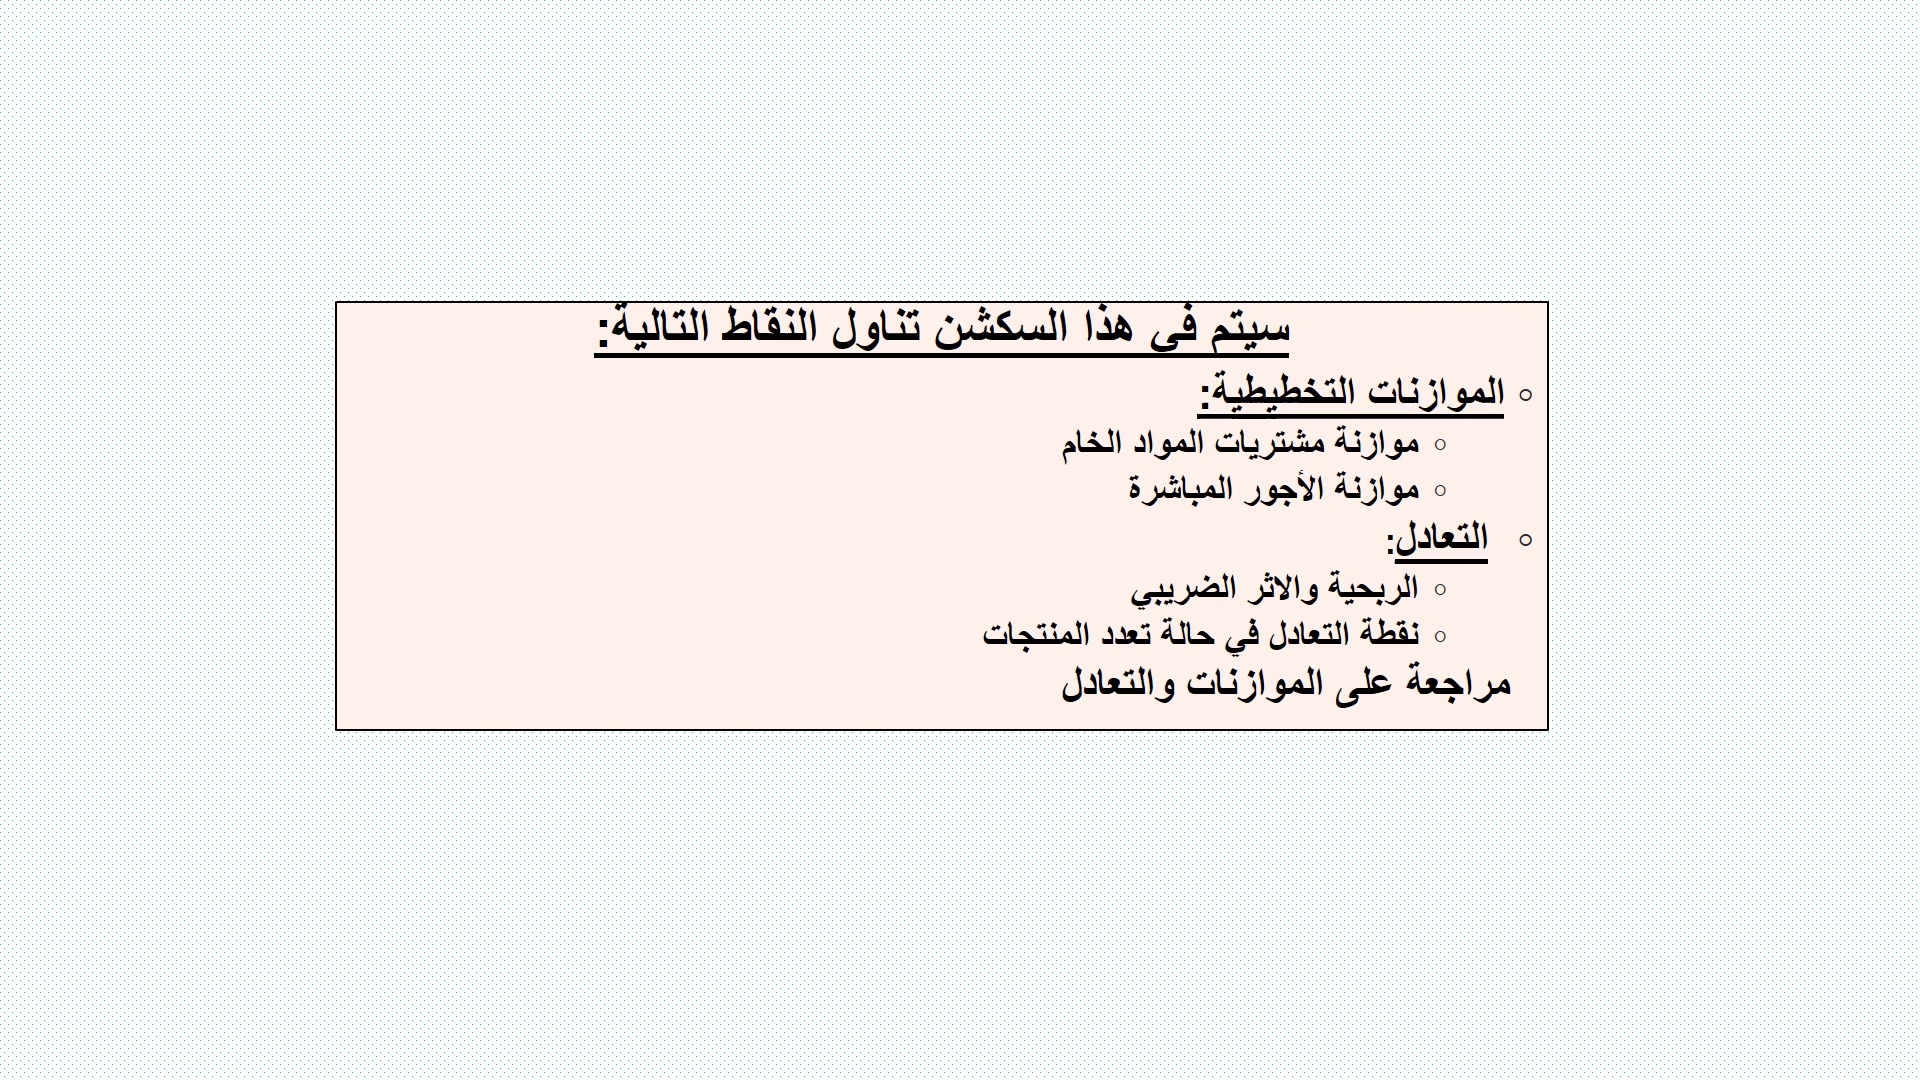 سيتم فى هذا السكشن تناول النقاط التالية:
○ الموازنات التخطيطية:
○ موازنة مشتريات المواد الخام
○ موازنة الأجور المباشرة
○ التعادل:
○ الربحية والاثر الضريبي
○ نقطة التعادل في حالة تعدد المنتجات
مراجعة على الموازنات والتعادل